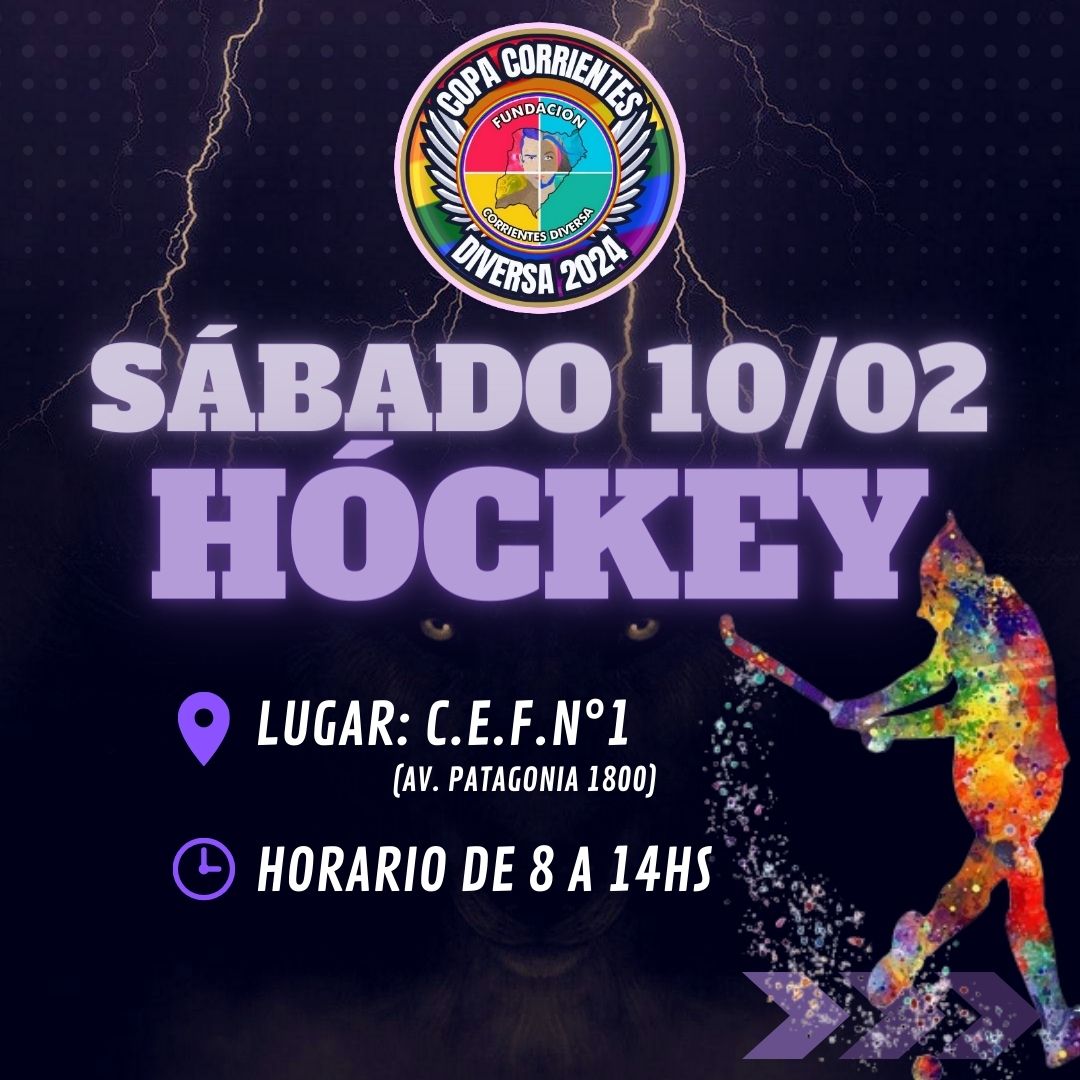 COPA CORRIENTES
FUNDACIÓN
CORRIENTES DIVERSA
DIVERSA 2024
SÁBADO 10/02
HÓCKEY
LUGAR: C.E.F.N°1
(AV. PATAGONIA 1800)
HORARIO DE 8 A 14HS